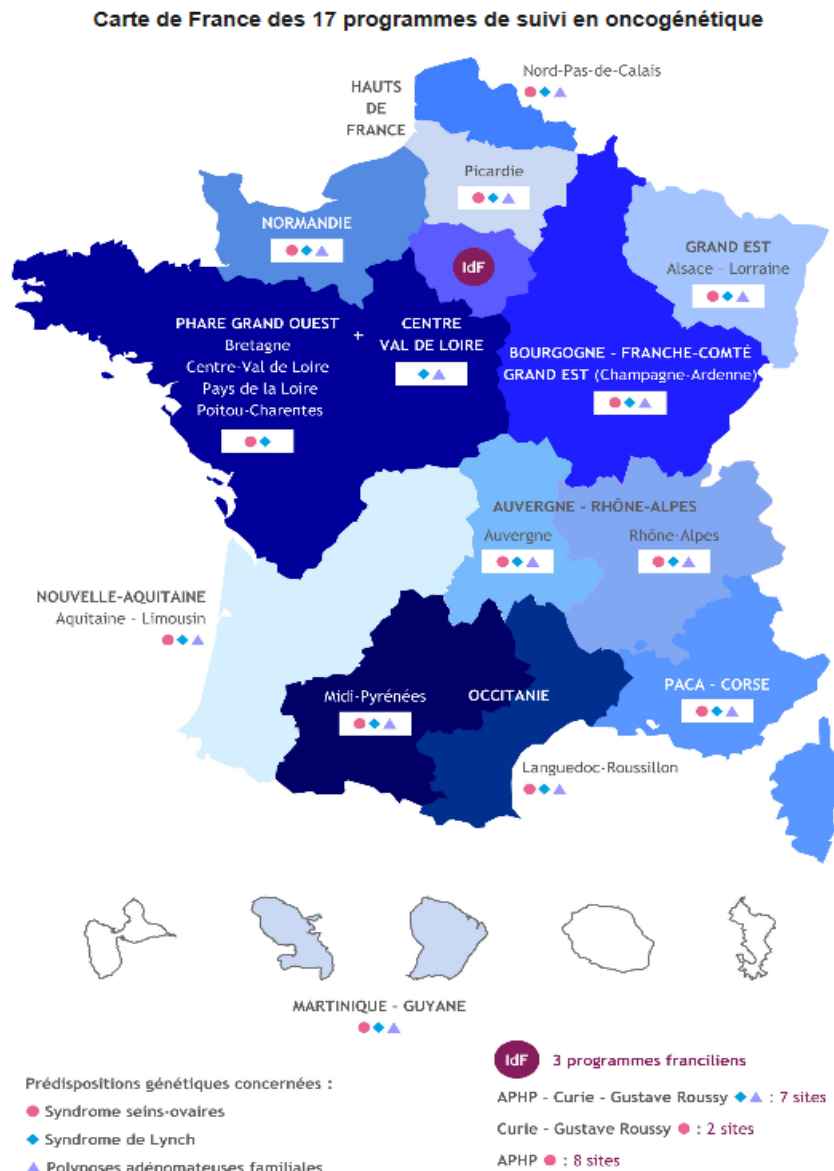 Carte de France des 17 programmes de suivi en oncogénétique
Nord-Pas-de-Calais
HAUTS
DE
FRANCE
Picardie
NORMANDIE
IdF
GRAND EST
Alsace - Lorraine
PHARE GRAND OUEST
Bretagne
Centre-Val de Loire
Pays de la Loire
Poitou-Charentes
+
CENTRE
VAL DE LOIRE
BOURGOGNE - FRANCHE-COMTÉ
GRAND EST (Champagne-Ardenne)
AUVERGNE - RHÔNE-ALPES
Auvergne
Rhône-Alpes
NOUVELLE-AQUITAINE
Aquitaine - Limousin
Midi-Pyrénées
OCCITANIE
PACA - CORSE
Languedoc-Roussillon
MARTINIQUE - GUYANE
Prédispositions génétiques concernées :
Syndrome seins-ovaires
Syndrome de Lynch
Polyposes adénomateuses familiales
IdF 3 programmes franciliens
APHP - Curie - Gustave Roussy : 7 sites
Curie - Gustave Roussy : 2 sites
APHP : 8 sites